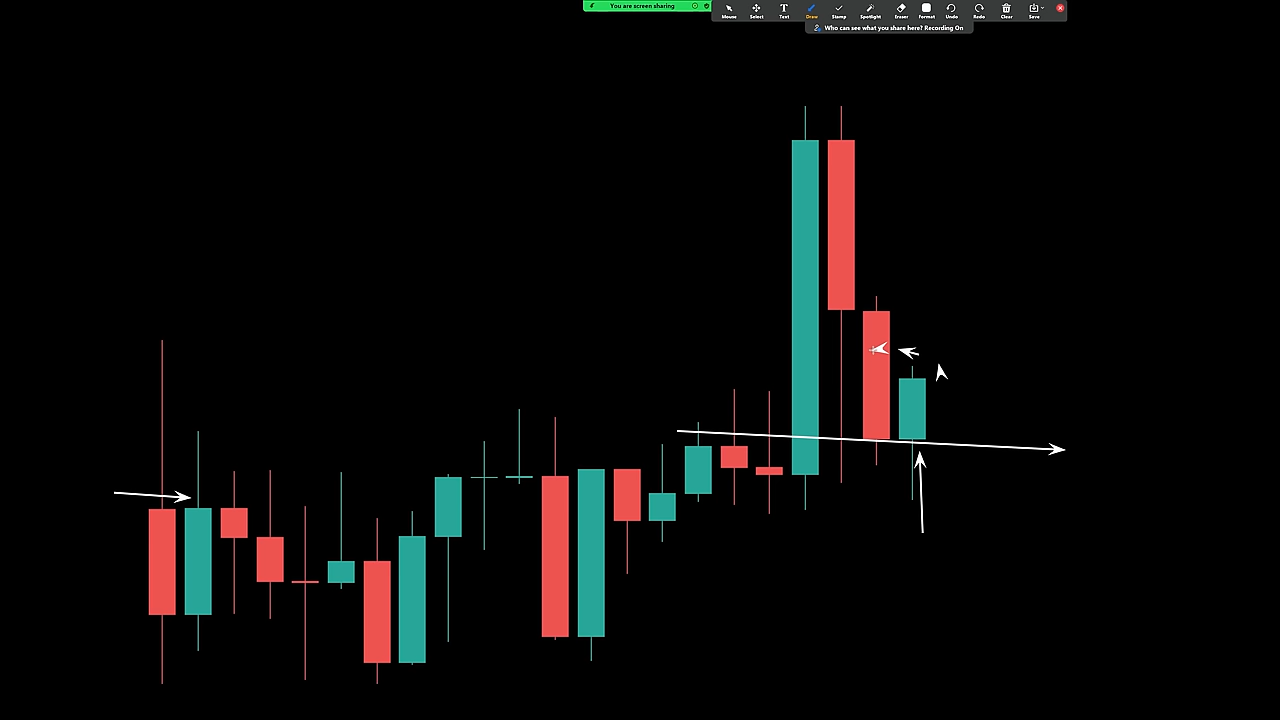 You are screen sharing
Mouse
Select
Text
Draw
Stamp
Spotlight
Eraser
Format
Undo
Redo
Clear
Save
Who can see what you share here? Recording On